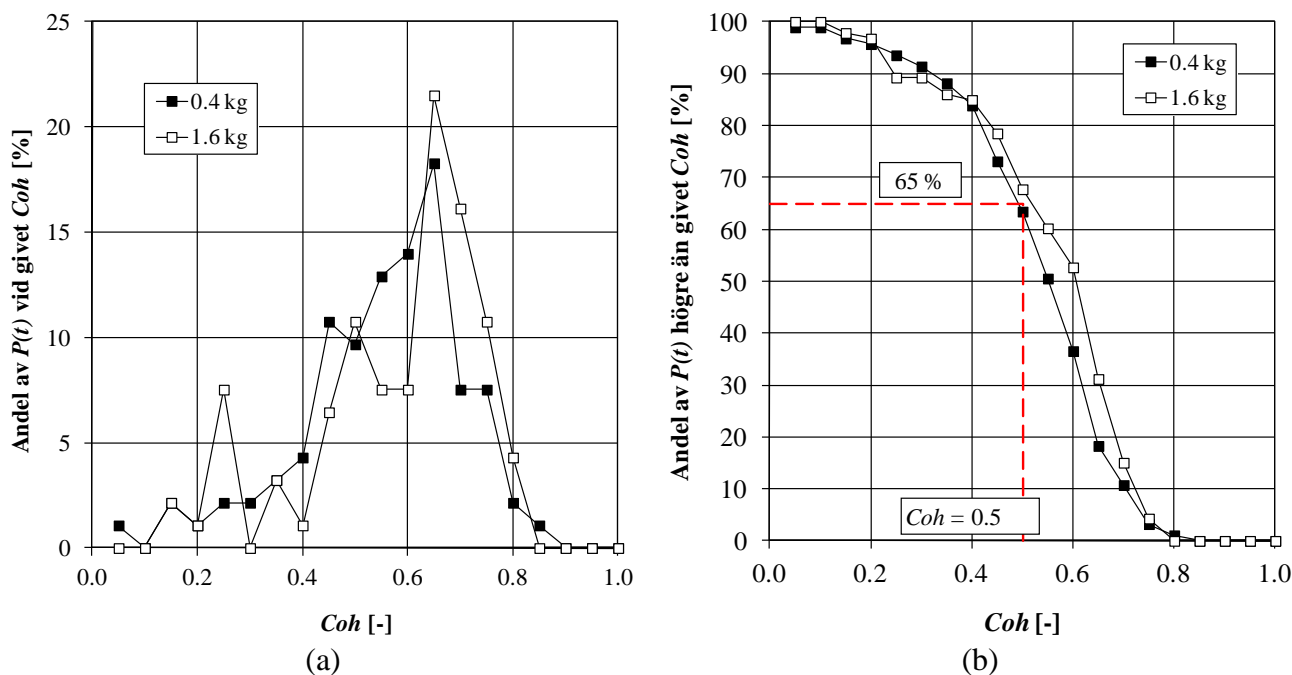 Andel av P(t) vid givet Coh [%]
25
20
15
10
5
0
0.4 kg
1.6 kg
0.0 0.2 0.4 0.6 0.8 1.0
Coh [-]
(a)
Andel av P(t) högre än givet Coh [%]
100
90
80
70
60
50
40
30
20
10
0
0.4 kg
1.6 kg
65 %
Coh = 0.5
0.0 0.2 0.4 0.6 0.8 1.0
Coh [-]
(b)